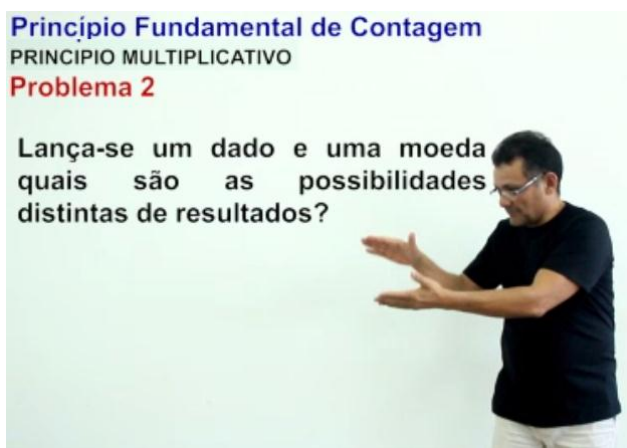 Princípio Fundamental de Contagem
PRINCIPIO MULTIPLICATIVO
Problema 2
Lança-se um dado e uma moeda
quais são as possibilidades
distintas de resultados?